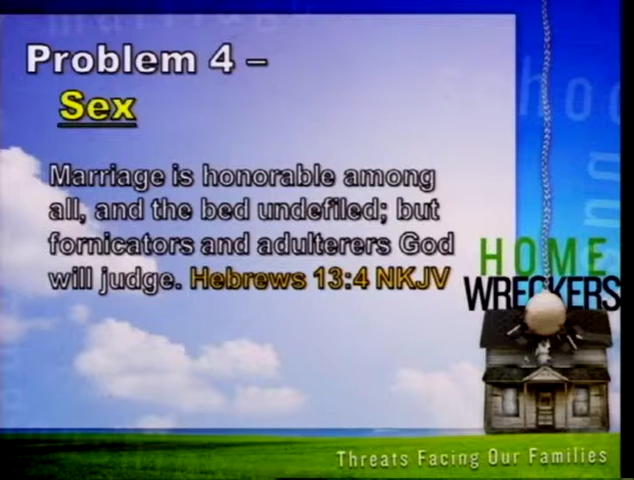 Problem 4 –
Sex
Marriage is honorable among
all, and the bed undefiled; but
fornicators and adulterers God
will judge. Hebrews 13:4 NKJV
HOME
WRECKERS
Threats Facing Our Families